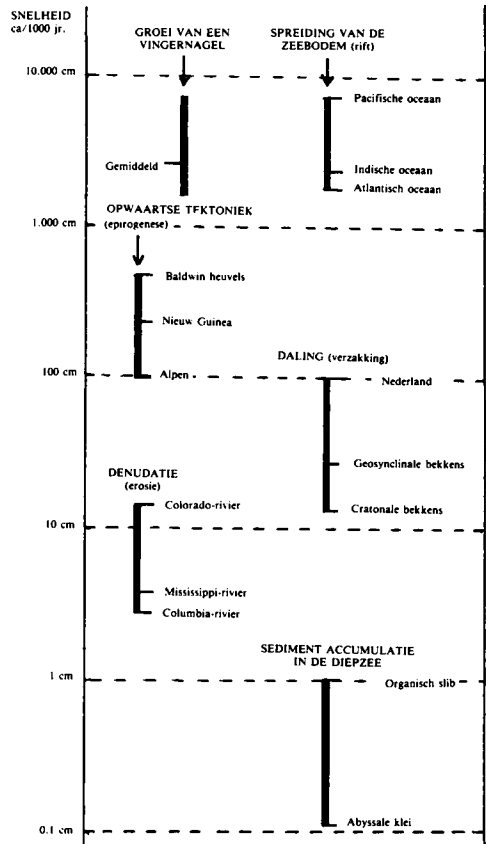 SNELHEID
ca/1000 jr.
GROEI VAN EEN
VINGERNAGEL
SPREIDING VAN DE
ZEEBODEM (rift)
10.000 cm
Pacifische oceaan
Gemiddeld
Indische oceaan
Atlantisch oceaan
OPWAARTSE TEKTONIEK
(epirogenese)
1.000 cm
Baldwin heuvels
Nieuw Guinea
DALING (verzakking)
100 cm
Alpen
Nederland
Geosynclinale bekkens
DENUDATIE
(erosie)
Colorado-rivier
Cratonale bekkens
10 cm
Mississippi-rivier
Columbia-rivier
SEDIMENT ACCUMULATIE
IN DE DIEPZEE
1 cm
Organisch slib
Abyssale klei
0.1 cm